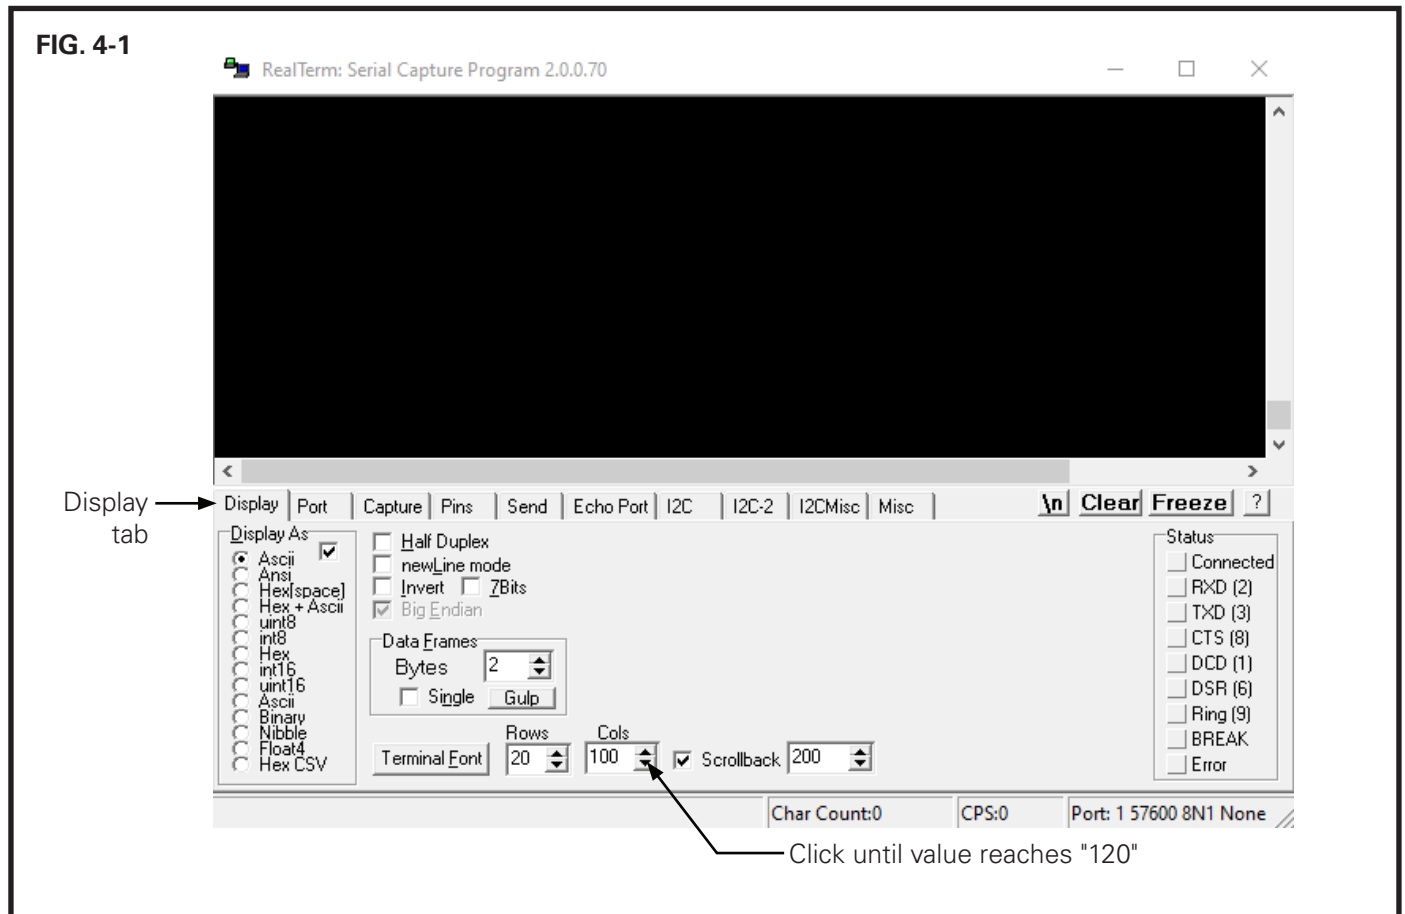 FIG. 4-1
RealTerm: Serial Capture Program 2.0.0.70
Display tab
Display Port Capture Pins Send Echo Port I2C I2C-2 I2CMisc Misc \n Clear Freeze ?
Display As
Ascii
Ansi
Hex[space]
Hex + Ascii
uint8
int8
Hex
int16
uint16
Ascii
Binary
Nibble
Float4
Hex CSV
Half Duplex
newLine mode
Invert 7Bits
Big Endian
Data Frames
Bytes 2
Single Gulp
Rows Cols
Terminal Font 20 100 Scrollback 200
Status
Connected
RXD (2)
TXD (3)
CTS (8)
DCD (1)
DSR (6)
Ring (9)
BREAK
Error
Char Count:0 CPS:0 Port: 1 57600 8N1 None
Click until value reaches "120"